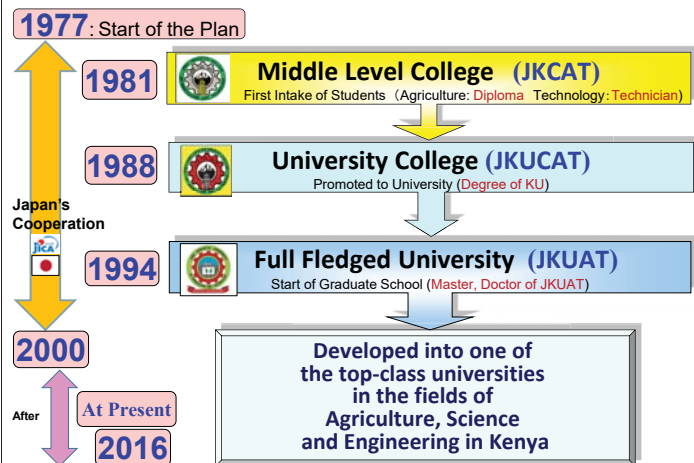 1977: Start of the Plan
1981
Middle Level College (JKCAT)
First Intake of Students (Agriculture: Diploma Technology: Technician)
1988
University College (JKUCAT)
Promoted to University (Degree of KU)
Japan's
Cooperation
JICA
1994
Full Fledged University (JKUAT)
Start of Graduate School (Master, Doctor of JKUAT)
2000
Developed into one of
the top-class universities
in the fields of
Agriculture, Science
and Engineering in Kenya
After
At Present
2016